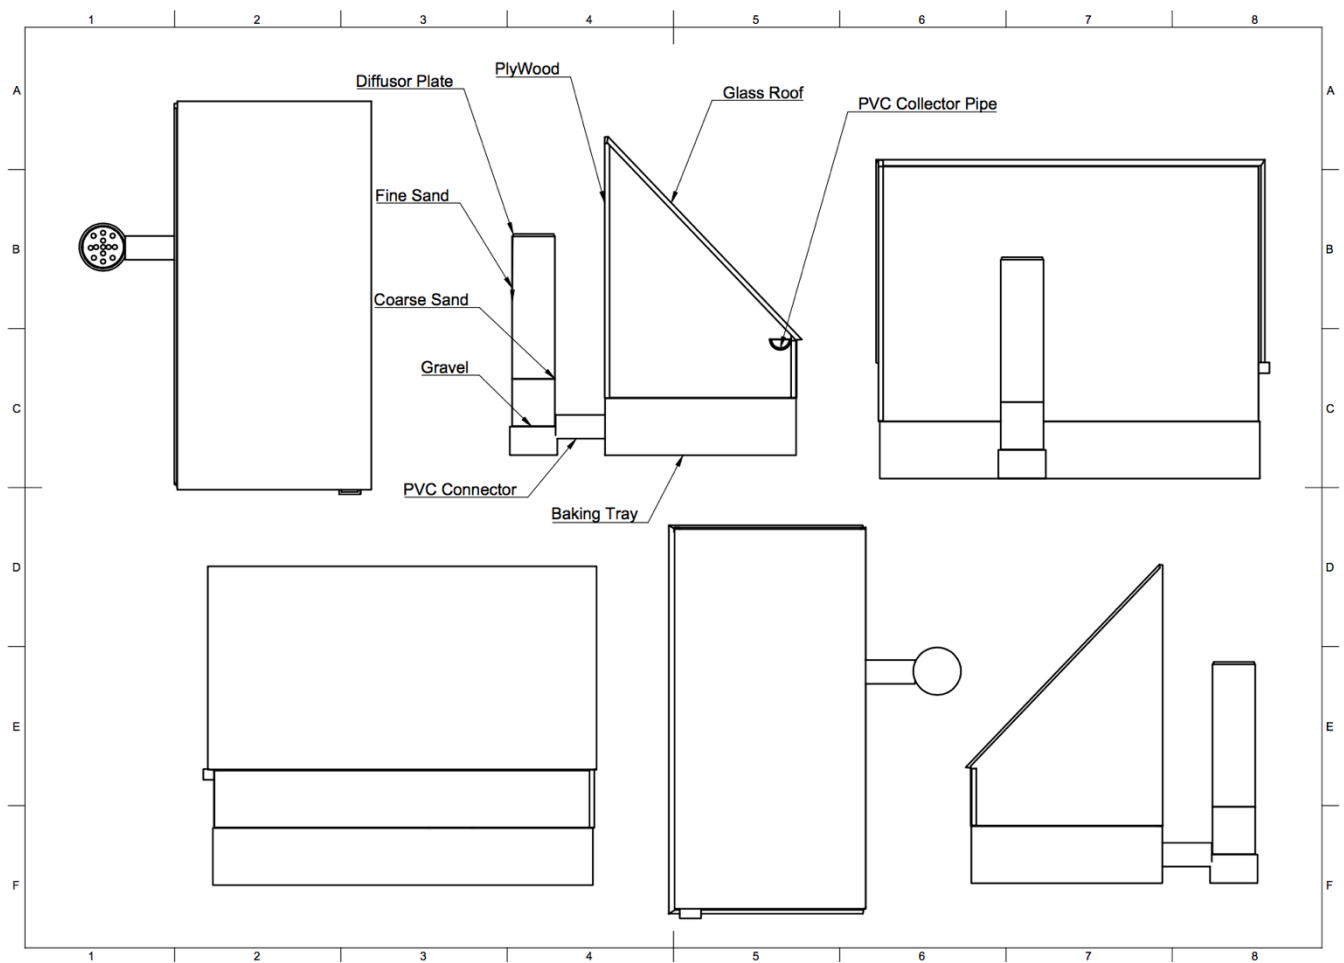 1 2 3 4 5 6 7 8
A A
PlyWood
Diffusor Plate
Glass Roof
PVC Collector Pipe
Fine Sand
B B
Coarse Sand
Gravel
C C
PVC Connector
Baking Tray
D D
E E
F F
1 2 3 4 5 6 7 8